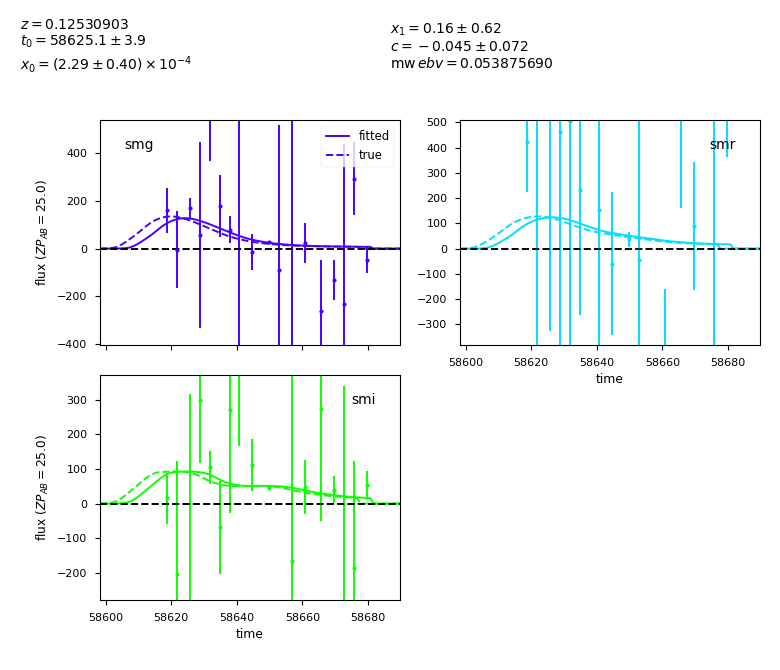 z = 0.12530903
t₀ = 58625.1 ± 3.9
x₀ = (2.29 ± 0.40) × 10⁻⁴
x₁ = 0.16 ± 0.62
c = −0.045 ± 0.072
mw ebv = 0.053875690
smg
fitted
true
flux (ZP_AB = 25.0)
400
200
0
−200
−400
smr
500
400
300
200
100
0
−100
−200
−300
58600 58620 58640 58660 58680
time
smi
flux (ZP_AB = 25.0)
300
200
100
0
−100
−200
58600 58620 58640 58660 58680
time